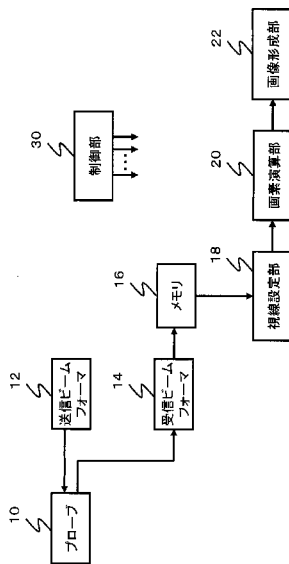 10
プローブ
12
送信ビーム
フォーマ
14
受信ビーム
フォーマ
16
メモリ
18
視線設定部
20
画素演算部
22
画像形成部
30
制御部